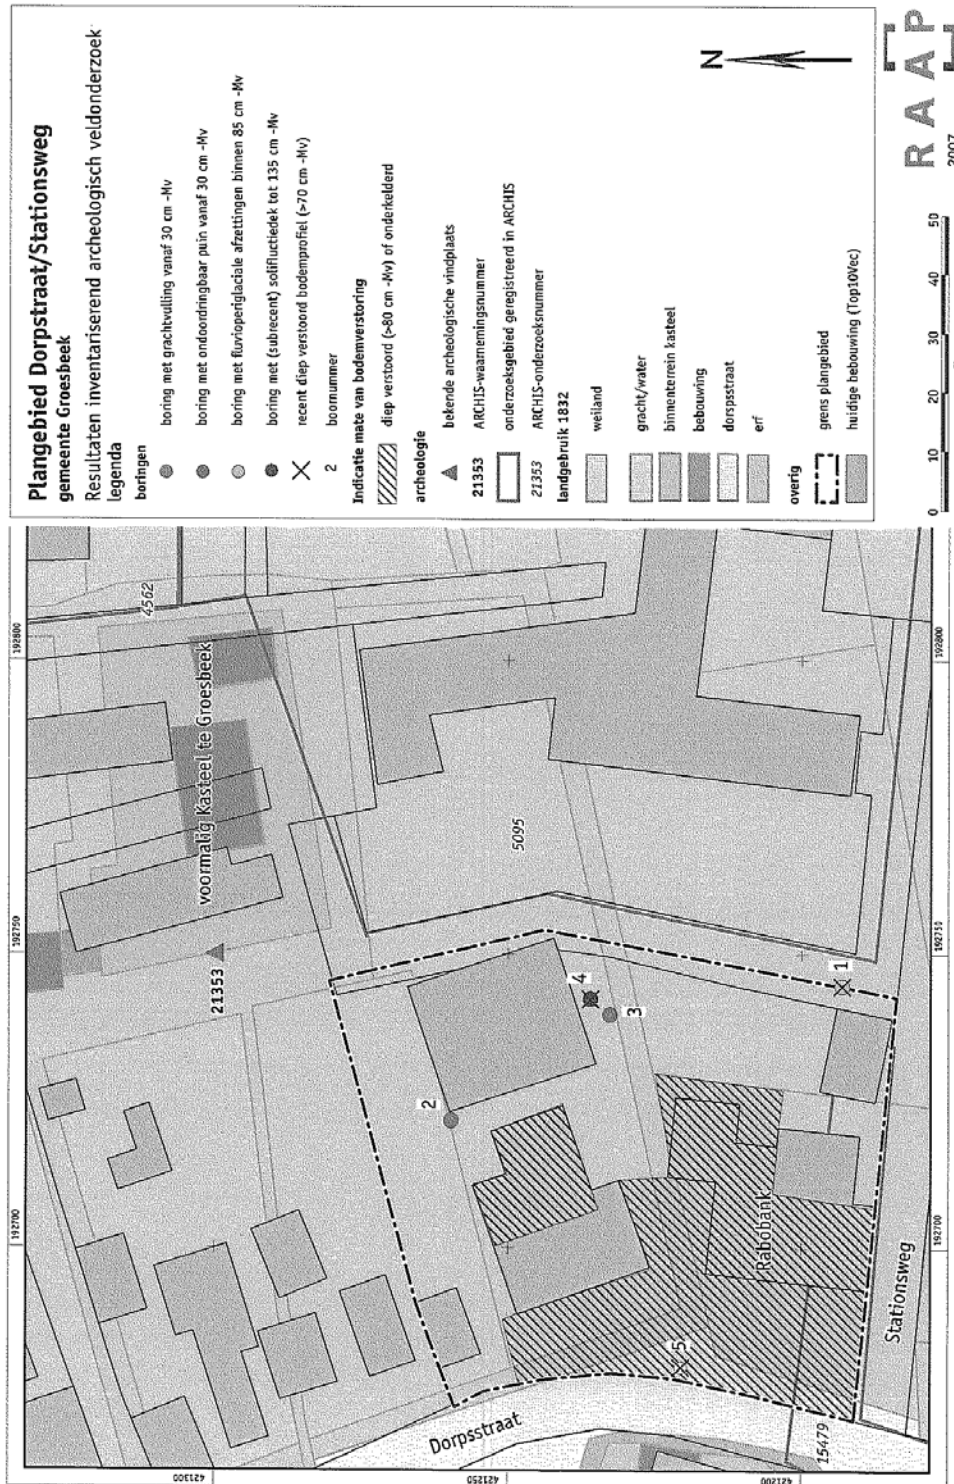 Plangebied Dorpstraat/Stationsweg
gemeente Groesbeek
Resultaten inventariserend archeologisch veldonderzoek
legenda
boringen
boring met grachtvulling vanaf 30 cm -Mv
boring met ondoordringbaar puin vanaf 30 cm -Mv
boring met fluvioperiglaciale afzettingen binnen 85 cm -Mv
boring met (subrecent) solifluctiedek tot 135 cm -Mv
recent diep verstoord bodemprofiel (>70 cm -Mv)
2 boornummer
Indicatie mate van bodemverstoring
diep verstoord (>80 cm -Mv) of onderkelderd
archeologie
bekende archeologische vindplaats
21353 ARCHIS-waarnemingsnummer
onderzoeksgebied geregistreerd in ARCHIS
21353 ARCHIS-onderzoeksnummer
landgebruik 1832
weiland
gracht/water
binnenterrein kasteel
bebouwing
dorspsstraat
erf
overig
grens plangebied
huidige bebouwing (Top10Vec)
N
RAAP
2007
0 10 20 30 40 50
192700
192750
192800
421300
421250
421200
192700
192750
192800
4562
voormalig Kasteel te Groesbeek
21353
5095
2
4
3
1
5
Rabobank
Dorpsstraat
Stationsweg
15479